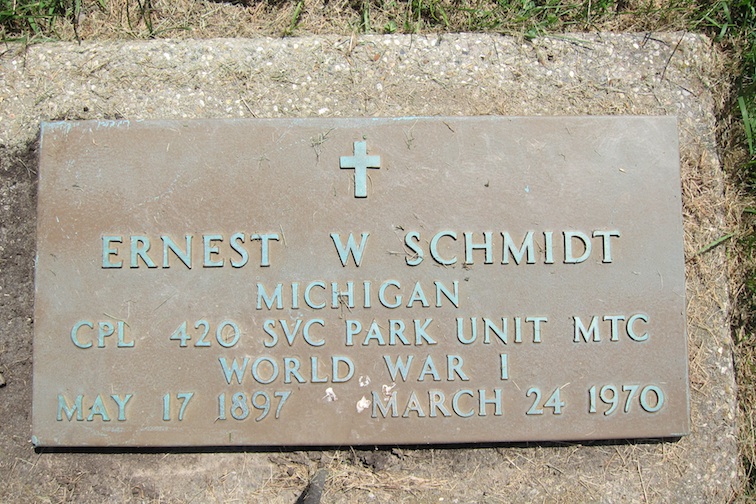 ERNEST W SCHMIDT
MICHIGAN
CPL 420 SVC PARK UNIT MTC
WORLD WAR I
MAY 17 1897 MARCH 24 1970